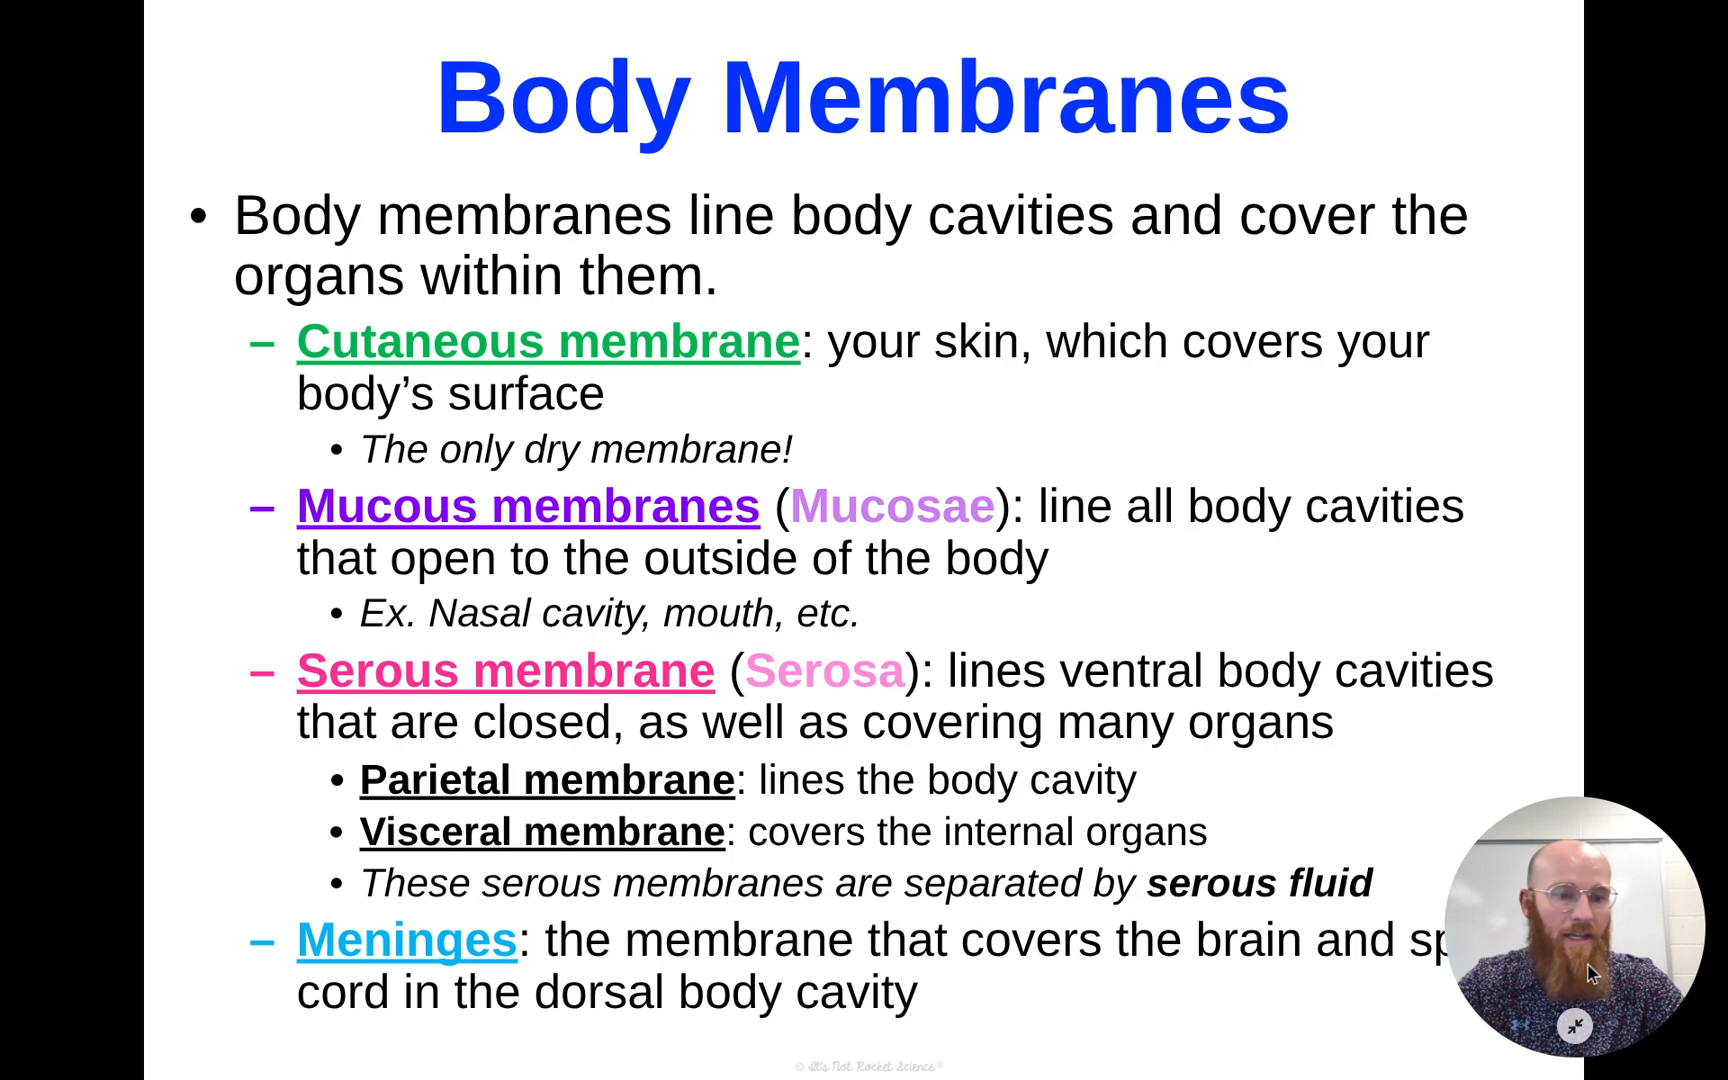 Body Membranes
• Body membranes line body cavities and cover the
organs within them.
– Cutaneous membrane: your skin, which covers your
body’s surface
• The only dry membrane!
– Mucous membranes (Mucosae): line all body cavities
that open to the outside of the body
• Ex. Nasal cavity, mouth, etc.
– Serous membrane (Serosa): lines ventral body cavities
that are closed, as well as covering many organs
• Parietal membrane: lines the body cavity
• Visceral membrane: covers the internal organs
• These serous membranes are separated by serous fluid
– Meninges: the membrane that covers the brain and
cord in the dorsal body cavity
© It's Not Rocket Science®